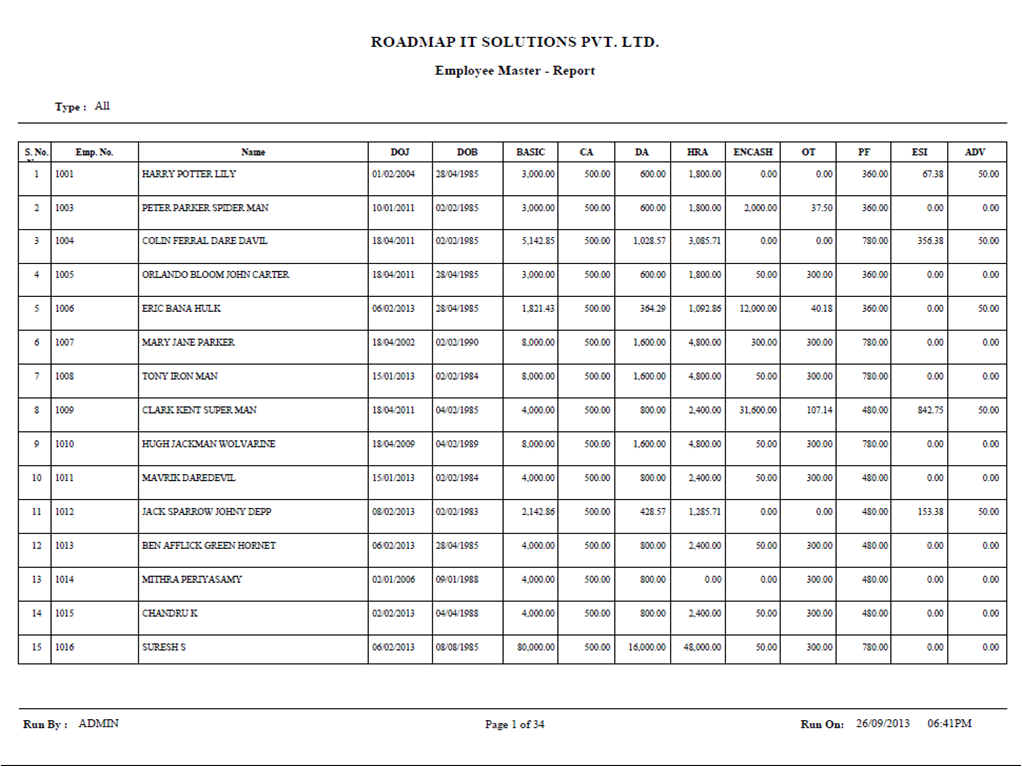 ROADMAP IT SOLUTIONS PVT. LTD.
Employee Master - Report
Type : All
S. No. Emp. No. Name DOJ DOB BASIC CA DA HRA ENCASH OT PF ESI ADV
1 1001 HARRY POTTER LILY 01/02/2004 28/04/1985 3,000.00 500.00 600.00 1,800.00 0.00 0.00 360.00 67.38 50.00
2 1003 PETER PARKER SPIDER MAN 10/01/2011 02/02/1985 3,000.00 500.00 600.00 1,800.00 2,000.00 37.50 360.00 0.00 0.00
3 1004 COLIN FERRAL DARE DAVIL 18/04/2011 02/02/1985 5,142.85 500.00 1,028.57 3,085.71 0.00 0.00 780.00 356.38 50.00
4 1005 ORLANDO BLOOM JOHN CARTER 18/04/2011 28/04/1985 3,000.00 500.00 600.00 1,800.00 50.00 300.00 360.00 0.00 0.00
5 1006 ERIC BANA HULK 06/02/2013 28/04/1985 1,821.43 500.00 364.29 1,092.86 12,000.00 40.18 360.00 0.00 50.00
6 1007 MARY JANE PARKER 18/04/2002 02/02/1990 8,000.00 500.00 1,600.00 4,800.00 300.00 300.00 780.00 0.00 0.00
7 1008 TONY IRON MAN 15/01/2013 02/02/1984 8,000.00 500.00 1,600.00 4,800.00 50.00 300.00 780.00 0.00 0.00
8 1009 CLARK KENT SUPER MAN 18/04/2011 04/02/1985 4,000.00 500.00 800.00 2,400.00 31,600.00 107.14 480.00 842.75 50.00
9 1010 HUGH JACKMAN WOLVARINE 18/04/2009 04/02/1989 8,000.00 500.00 1,600.00 4,800.00 50.00 300.00 780.00 0.00 0.00
10 1011 MAVRIK DAREDEVIL 15/01/2013 02/02/1984 4,000.00 500.00 800.00 2,400.00 50.00 300.00 480.00 0.00 0.00
11 1012 JACK SPARROW JOHNY DEPP 08/02/2013 02/02/1983 2,142.86 500.00 428.57 1,285.71 0.00 0.00 480.00 153.38 50.00
12 1013 BEN AFFLICK GREEN HORNET 06/02/2013 28/04/1985 4,000.00 500.00 800.00 2,400.00 50.00 300.00 480.00 0.00 0.00
13 1014 MITHRA PERIYASAMY 02/01/2006 09/01/1988 4,000.00 500.00 800.00 0.00 0.00 300.00 480.00 0.00 0.00
14 1015 CHANDRU K 02/02/2013 04/04/1988 4,000.00 500.00 800.00 2,400.00 50.00 300.00 480.00 0.00 0.00
15 1016 SURESH S 06/02/2013 08/08/1985 80,000.00 500.00 16,000.00 48,000.00 50.00 300.00 780.00 0.00 0.00
Run By : ADMIN Page 1 of 34 Run On: 26/09/2013 06:41PM